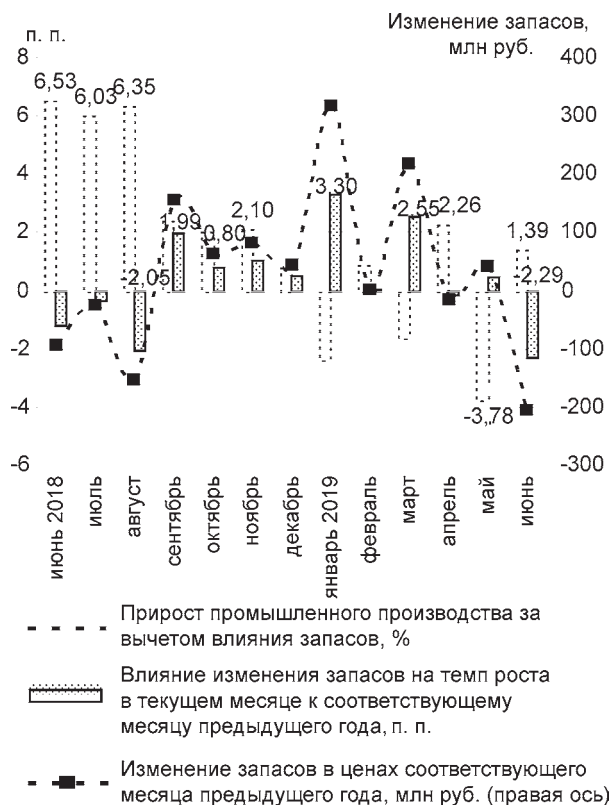 п. п.
Изменение запасов,
млн руб.
8
6
4
2
0
-2
-4
-6
400
300
200
100
0
-100
-200
-300
6,53
6,03
6,35
-2,05
1,99
0,80
2,10
3,30
2,55
2,26
-3,78
1,39
-2,29
июнь 2018
июль
август
сентябрь
октябрь
ноябрь
декабрь
январь 2019
февраль
март
апрель
май
июнь
Прирост промышленного производства за
вычетом влияния запасов, %
Влияние изменения запасов на темп роста
в текущем месяце к соответствующему
месяцу предыдущего года, п. п.
Изменение запасов в ценах соответствующего
месяца предыдущего года, млн руб. (правая ось)